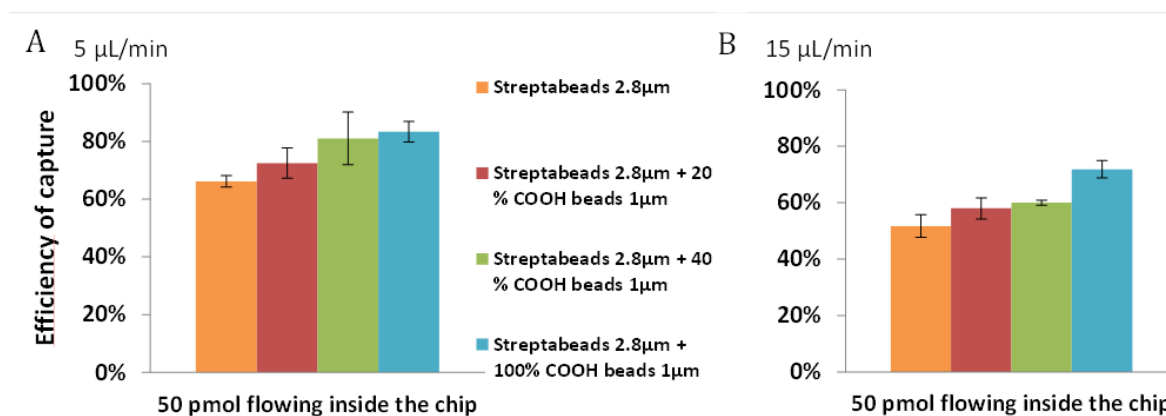 A 5 µL/min
100%
80%
60%
40%
20%
0%
Efficiency of capture
50 pmol flowing inside the chip
Streptabeads 2.8µm
Streptabeads 2.8µm + 20
% COOH beads 1µm
Streptabeads 2.8µm + 40
% COOH beads 1µm
Streptabeads 2.8µm +
100% COOH beads 1µm
B 15 µL/min
100%
80%
60%
40%
20%
0%
50 pmol flowing inside the chip